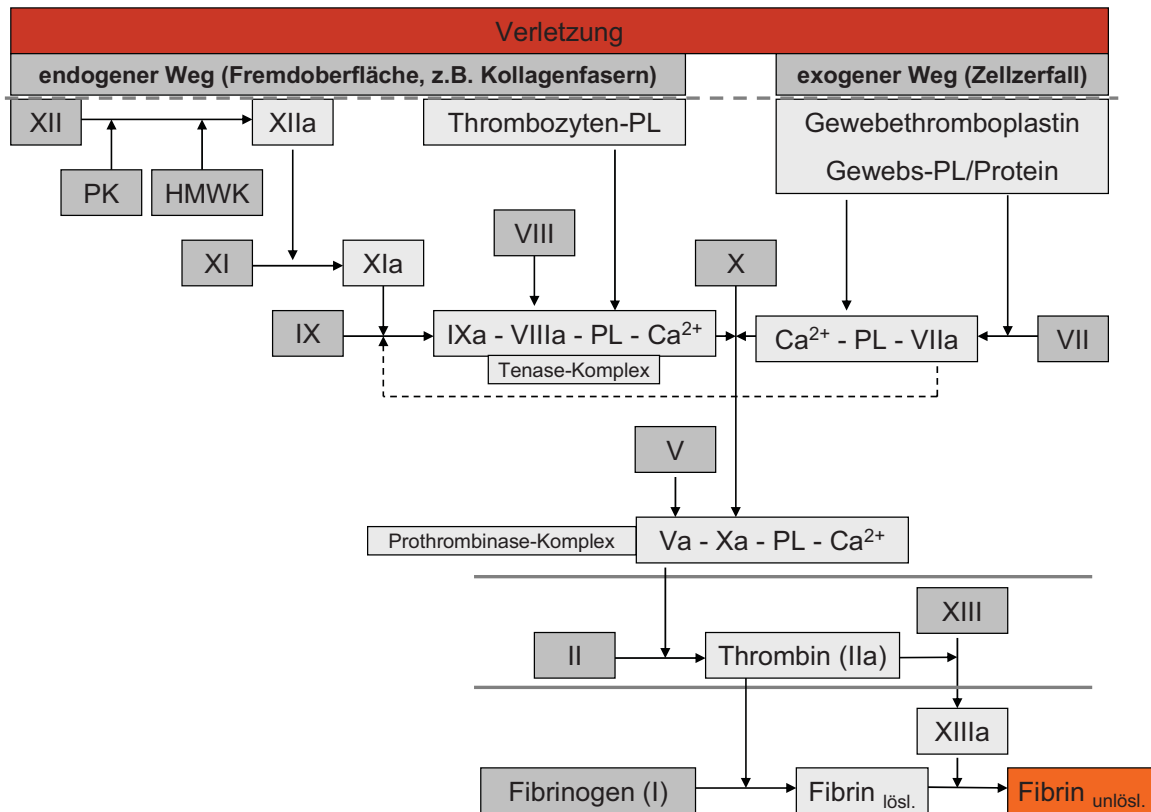 Verletzung
endogener Weg (Fremdoberfläche, z.B. Kollagenfasern)
exogener Weg (Zellzerfall)
XII
XIIa
Thrombozyten-PL
Gewebethromboplastin
Gewebs-PL/Protein
PK
HMWK
VIII
X
XI
XIa
IX
IXa - VIIIa - PL - Ca²⁺
Ca²⁺ - PL - VIIa
VII
Tenase-Komplex
V
Prothrombinase-Komplex
Va - Xa - PL - Ca²⁺
XIII
II
Thrombin (IIa)
XIIIa
Fibrinogen (I)
Fibrin lösl.
Fibrin unlösl.